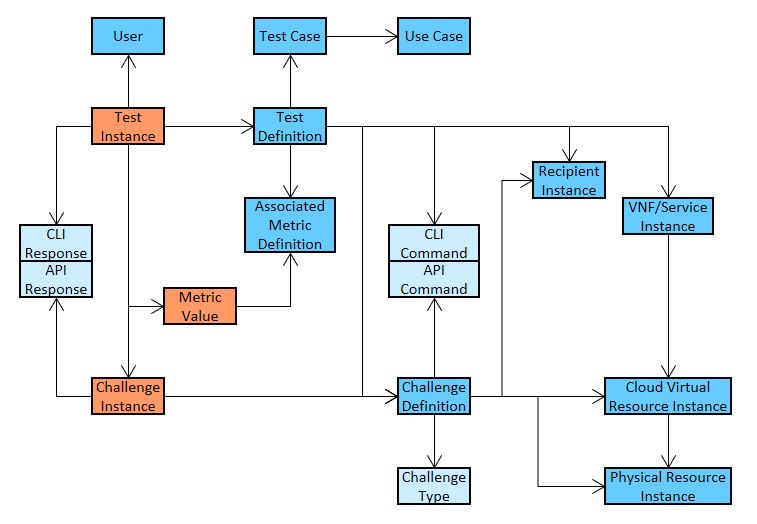 User
Test Case
Use Case
Test
Instance
Test
Definition
Recipient
Instance
Associated
Metric
Definition
VNF/Service
Instance
CLI
Response
API
Response
CLI
Command
API
Command
Metric
Value
Challenge
Instance
Challenge
Definition
Cloud Virtual
Resource Instance
Challenge
Type
Physical Resource
Instance